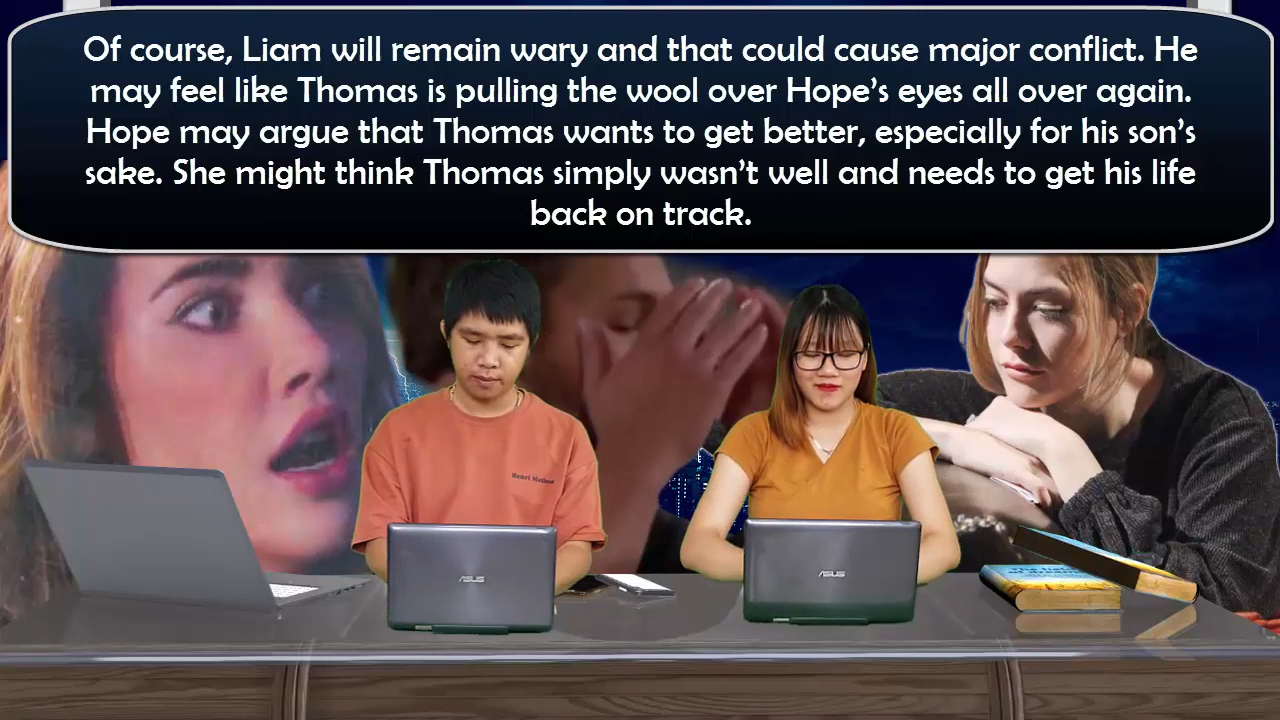 Of course, Liam will remain wary and that could cause major conflict. He
may feel like Thomas is pulling the wool over Hope’s eyes all over again.
Hope may argue that Thomas wants to get better, especially for his son’s
sake. She might think Thomas simply wasn’t well and needs to get his life
back on track.
ASUS
ASUS